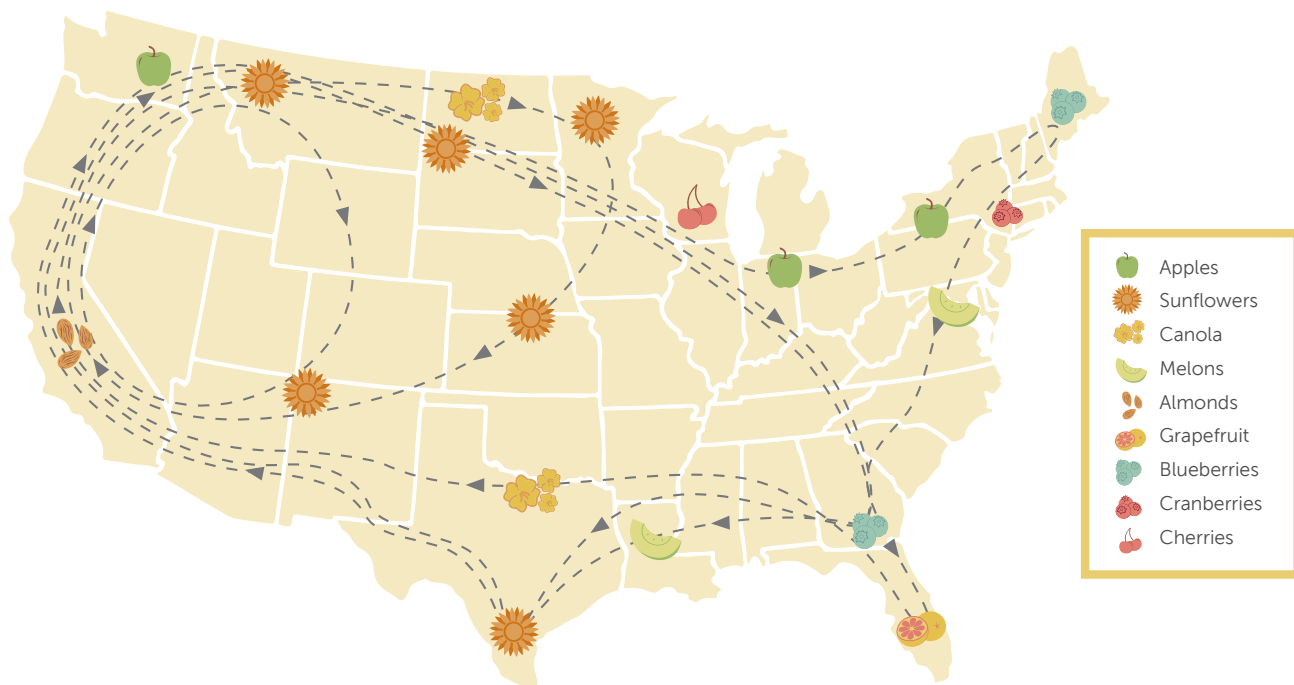 Apples
Sunflowers
Canola
Melons
Almonds
Grapefruit
Blueberries
Cranberries
Cherries